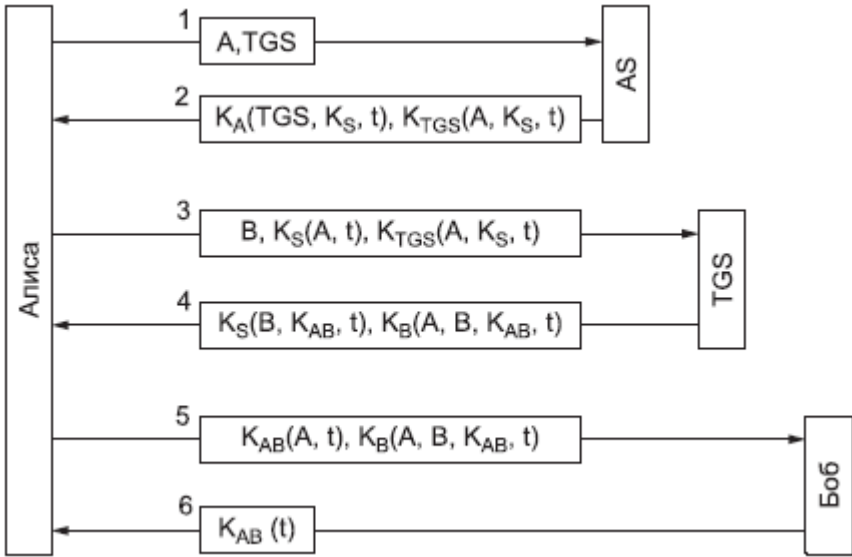 1
A,TGS
AS
2
K_A(TGS, K_S, t), K_TGS(A, K_S, t)
Алиса
3
B, K_S(A, t), K_TGS(A, K_S, t)
TGS
4
K_S(B, K_AB, t), K_B(A, B, K_AB, t)
5
K_AB(A, t), K_B(A, B, K_AB, t)
Боб
6
K_AB (t)